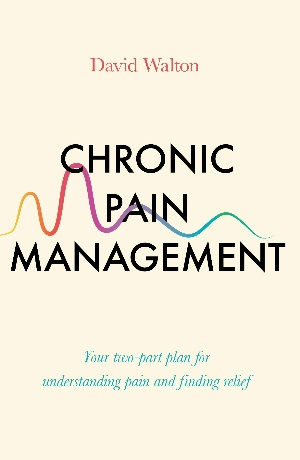 David Walton
CHRONIC
PAIN
MANAGEMENT
Your two-part plan for
understanding pain and finding relief